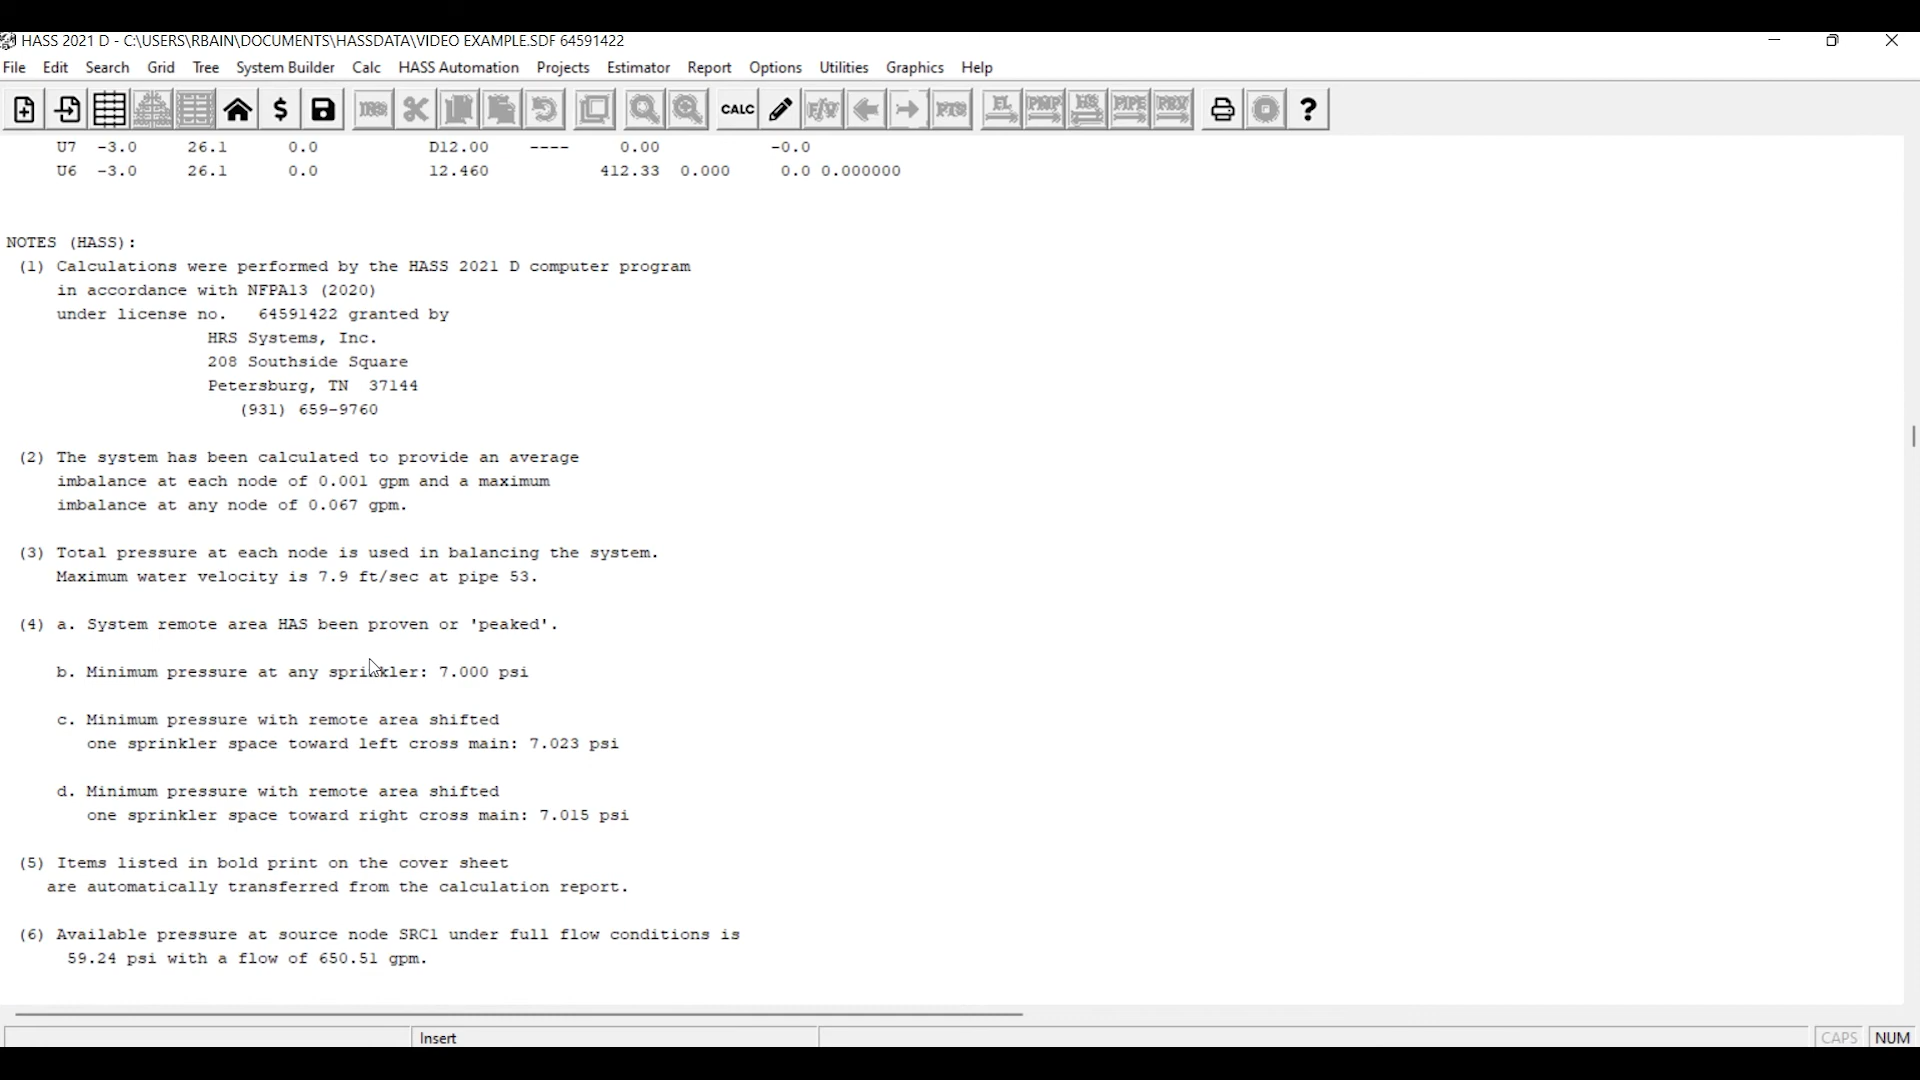 HASS 2021 D - C:\USERS\RBAIN\DOCUMENTS\HASSDATA\VIDEO EXAMPLE.SDF 64591422
File Edit Search Grid Tree System Builder Calc HASS Automation Projects Estimator Report Options Utilities Graphics Help
$ CALC F/W PTS EL PMP HS PIPE PRV ?
U7 -3.0 26.1 0.0 D12.00 ---- 0.00 -0.0
U6 -3.0 26.1 0.0 12.460 412.33 0.000 0.0 0.000000
NOTES (HASS):
(1) Calculations were performed by the HASS 2021 D computer program
in accordance with NFPA13 (2020)
under license no. 64591422 granted by
HRS Systems, Inc.
208 Southside Square
Petersburg, TN 37144
(931) 659-9760
(2) The system has been calculated to provide an average
imbalance at each node of 0.001 gpm and a maximum
imbalance at any node of 0.067 gpm.
(3) Total pressure at each node is used in balancing the system.
Maximum water velocity is 7.9 ft/sec at pipe 53.
(4) a. System remote area HAS been proven or 'peaked'.
b. Minimum pressure at any sprinkler: 7.000 psi
c. Minimum pressure with remote area shifted
one sprinkler space toward left cross main: 7.023 psi
d. Minimum pressure with remote area shifted
one sprinkler space toward right cross main: 7.015 psi
(5) Items listed in bold print on the cover sheet
are automatically transferred from the calculation report.
(6) Available pressure at source node SRC1 under full flow conditions is
59.24 psi with a flow of 650.51 gpm.
Insert CAPS NUM